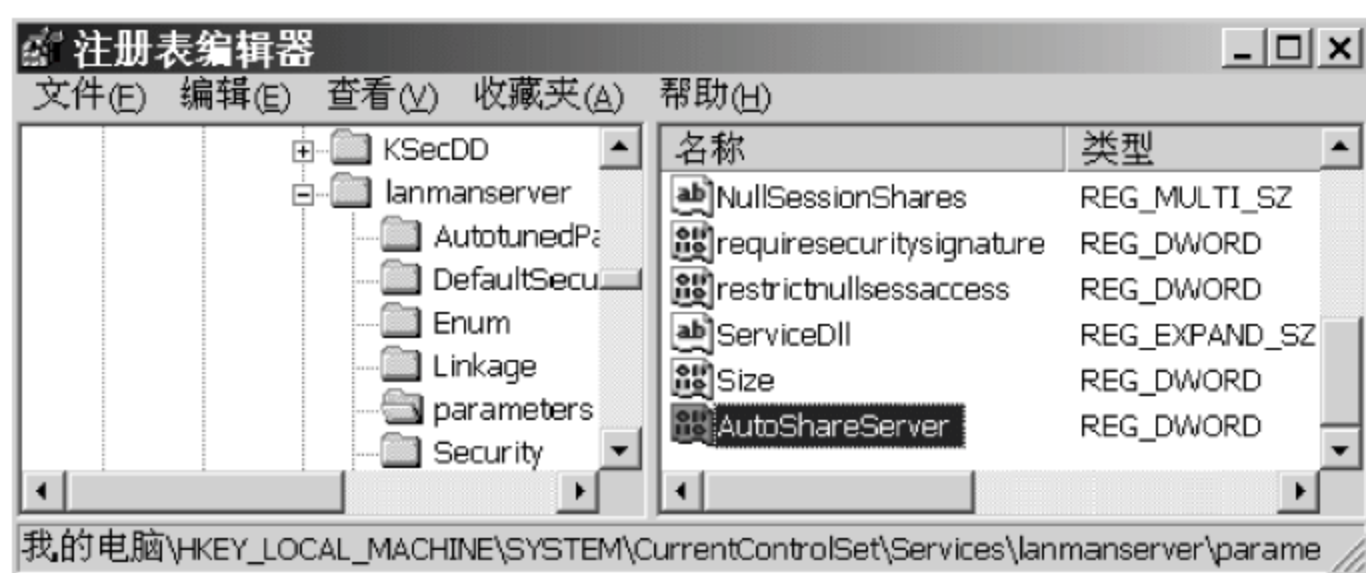 注册表编辑器
文件(F) 编辑(E) 查看(V) 收藏夹(A) 帮助(H)
KSecDD
lanmanserver
AutotunedPa
DefaultSecu
Enum
Linkage
parameters
Security
名称 类型
NullSessionShares REG_MULTI_SZ
requiresecuritysignature REG_DWORD
restrictnullsessaccess REG_DWORD
ServiceDll REG_EXPAND_SZ
Size REG_DWORD
AutoShareServer REG_DWORD
我的电脑\HKEY_LOCAL_MACHINE\SYSTEM\CurrentControlSet\Services\lanmanserver\parame